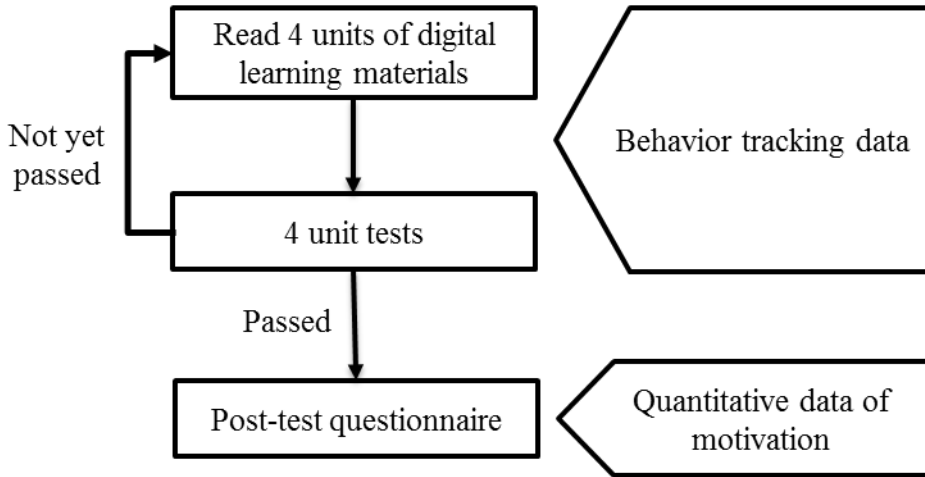 Read 4 units of digital
learning materials
Not yet
passed
Behavior tracking data
4 unit tests
Passed
Post-test questionnaire
Quantitative data of
motivation